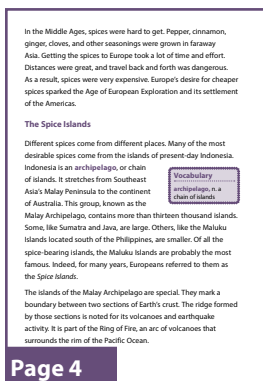 In the Middle Ages, spices were hard to get. Pepper, cinnamon,
ginger, cloves, and other seasonings were grown in faraway
Asia. Getting the spices to Europe took a lot of time and effort.
Distances were great, and travel back and forth was dangerous.
As a result, spices were very expensive. Europe's desire for cheaper
spices sparked the Age of European Exploration and its settlement
of the Americas.
The Spice Islands
Different spices come from different places. Many of the most
desirable spices come from the islands of present-day Indonesia.
Indonesia is an archipelago, or chain
of islands. It stretches from Southeast
Asia's Malay Peninsula to the continent
of Australia. This group, known as the
Malay Archipelago, contains more than thirteen thousand islands.
Some, like Sumatra and Java, are large. Others, like the Maluku
Islands located south of the Philippines, are smaller. Of all the
spice-bearing islands, the Maluku Islands are probably the most
famous. Indeed, for many years, Europeans referred to them as
the Spice Islands.
Vocabulary
archipelago, n. a
chain of islands
The islands of the Malay Archipelago are special. They mark a
boundary between two sections of Earth's crust. The ridge formed
by those sections is noted for its volcanoes and earthquake
activity. It is part of the Ring of Fire, an arc of volcanoes that
surrounds the rim of the Pacific Ocean.
Page 4